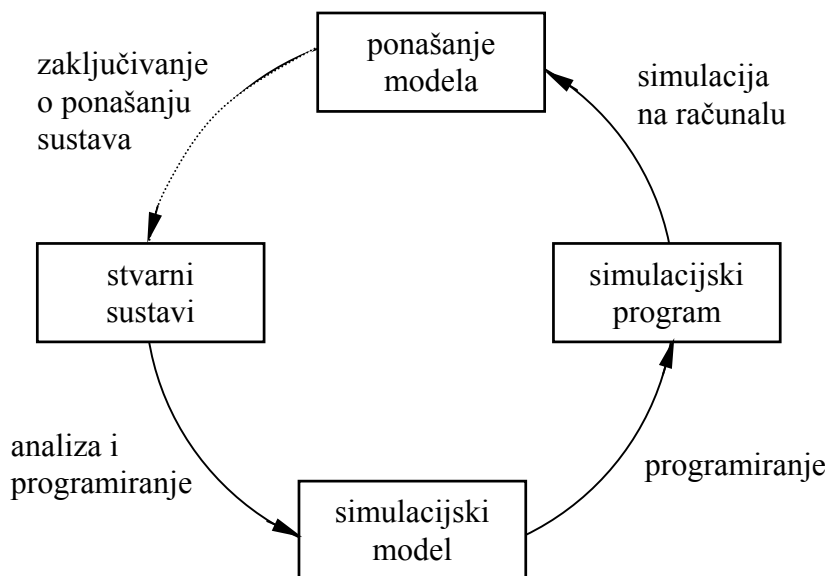 ponašanje
modela
zaključivanje
o ponašanju
sustava
simulacija
na računalu
stvarni
sustavi
simulacijski
program
analiza i
programiranje
programiranje
simulacijski
model